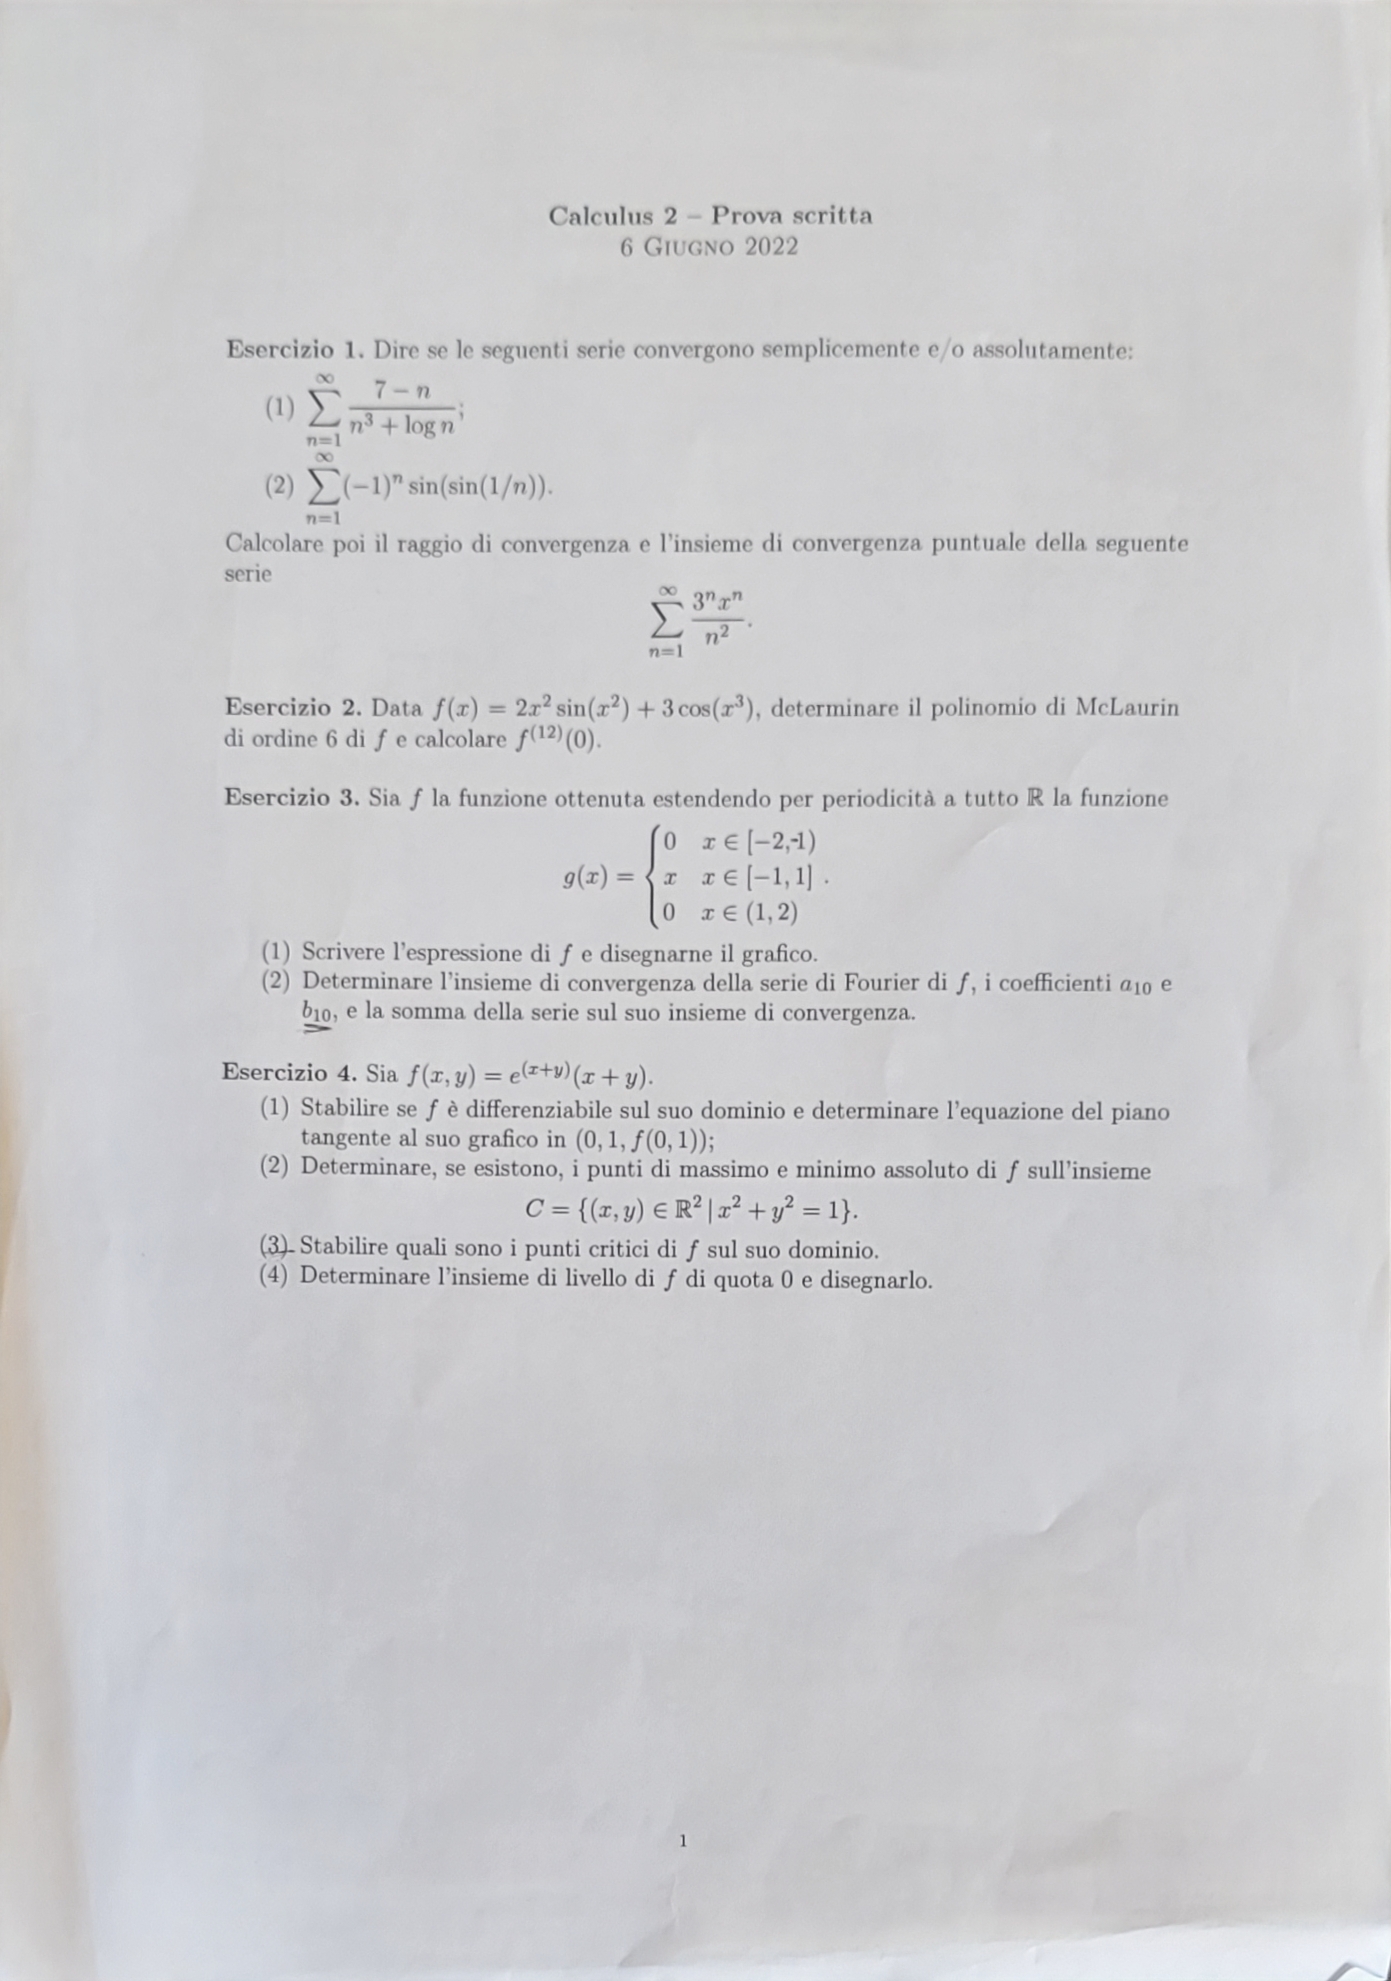 Calculus 2 – Prova scritta
6 Giugno 2022
Esercizio 1. Dire se le seguenti serie convergono semplicemente e/o assolutamente:
(1) $\sum_{n=1}^{\infty} \frac{7-n}{n^3+\log n}$;
(2) $\sum_{n=1}^{\infty} (-1)^n \sin(\sin(1/n))$.
Calcolare poi il raggio di convergenza e l'insieme di convergenza puntuale della seguente
serie
$\sum_{n=1}^{\infty} \frac{3^n x^n}{n^2}$.
Esercizio 2. Data $f(x) = 2x^2 \sin(x^2) + 3\cos(x^3)$, determinare il polinomio di McLaurin
di ordine 6 di $f$ e calcolare $f^{(12)}(0)$.
Esercizio 3. Sia $f$ la funzione ottenuta estendendo per periodicità a tutto $\mathbb{R}$ la funzione
$g(x) = \begin{cases} 0 & x \in [-2,-1) \\ x & x \in [-1,1] \\ 0 & x \in (1,2) \end{cases}$.
(1) Scrivere l'espressione di $f$ e disegnarne il grafico.
(2) Determinare l'insieme di convergenza della serie di Fourier di $f$, i coefficienti $a_{10}$ e
$b_{10}$, e la somma della serie sul suo insieme di convergenza.
Esercizio 4. Sia $f(x,y) = e^{(x+y)}(x+y)$.
(1) Stabilire se $f$ è differenziabile sul suo dominio e determinare l'equazione del piano
tangente al suo grafico in $(0,1,f(0,1))$;
(2) Determinare, se esistono, i punti di massimo e minimo assoluto di $f$ sull'insieme
$C = \{(x,y) \in \mathbb{R}^2 \,|\, x^2+y^2=1\}$.
(3) Stabilire quali sono i punti critici di $f$ sul suo dominio.
(4) Determinare l'insieme di livello di $f$ di quota 0 e disegnarlo.
1